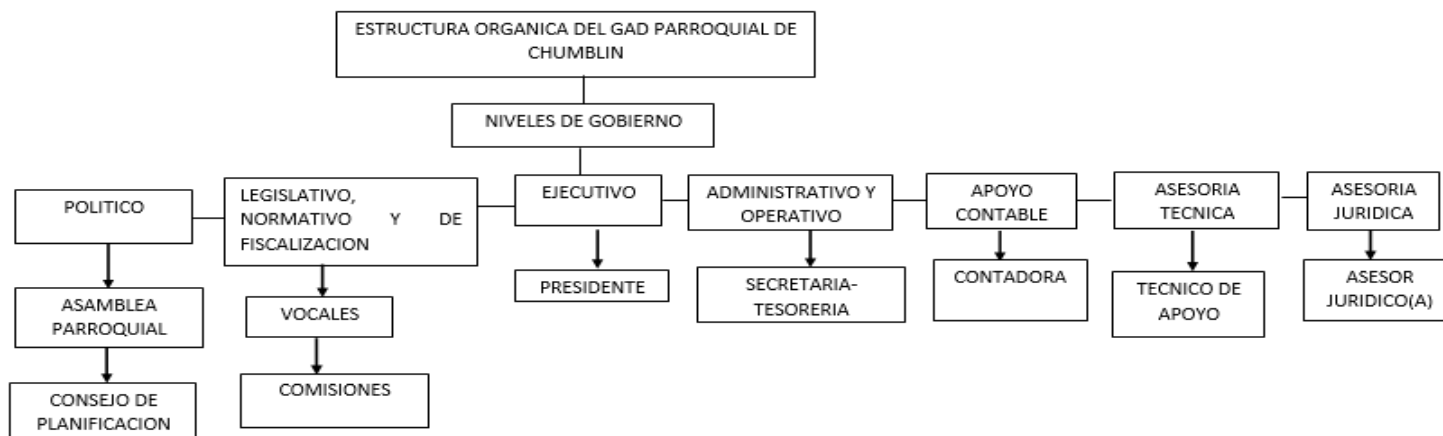 ESTRUCTURA ORGANICA DEL GAD PARROQUIAL DE
CHUMBLIN
NIVELES DE GOBIERNO
POLITICO
LEGISLATIVO,
NORMATIVO Y DE
FISCALIZACION
EJECUTIVO
ADMINISTRATIVO Y
OPERATIVO
APOYO
CONTABLE
ASESORIA
TECNICA
ASESORIA
JURIDICA
ASAMBLEA
PARROQUIAL
VOCALES
PRESIDENTE
SECRETARIA-
TESORERIA
CONTADORA
TECNICO DE
APOYO
ASESOR
JURIDICO(A)
CONSEJO DE
PLANIFICACION
COMISIONES